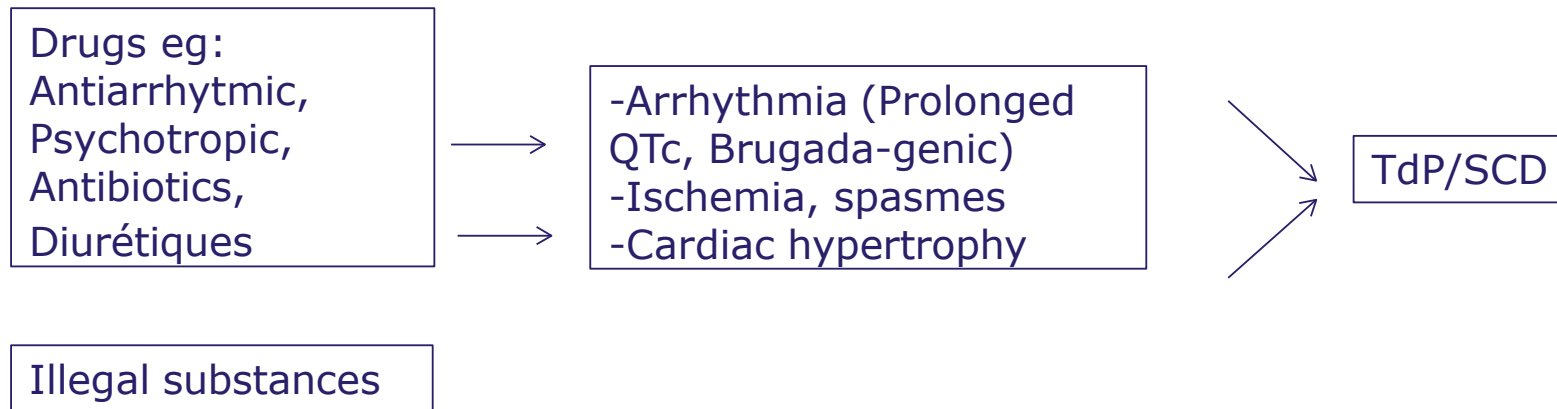 Drugs eg:
Antiarrhytmic,
Psychotropic,
Antibiotics,
Diurétiques
-Arrhythmia (Prolonged
QTc, Brugada-genic)
-Ischemia, spasmes
-Cardiac hypertrophy
TdP/SCD
Illegal substances